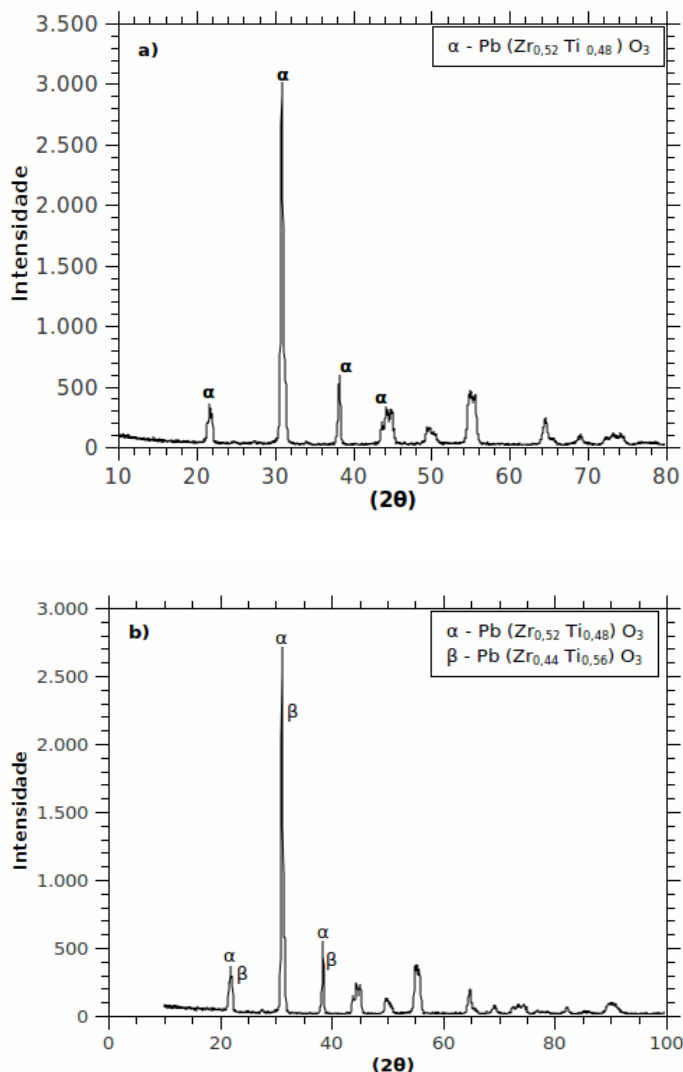 3.500
a)
α - Pb (Zr0,52 Ti 0,48 ) O3
α
3.000
2.500
2.000
Intensidade
1.500
1.000
α
500
α
α
0
10 20 30 40 50 60 70 80
(2θ)
3.000
b)
α - Pb (Zr0,52 Ti0,48) O3
β - Pb (Zr0,44 Ti0,56) O3
α
2.500
β
2.000
Intensidade
1.500
1.000
α
500
α
β
β
0
0 20 40 60 80 100
(2θ)